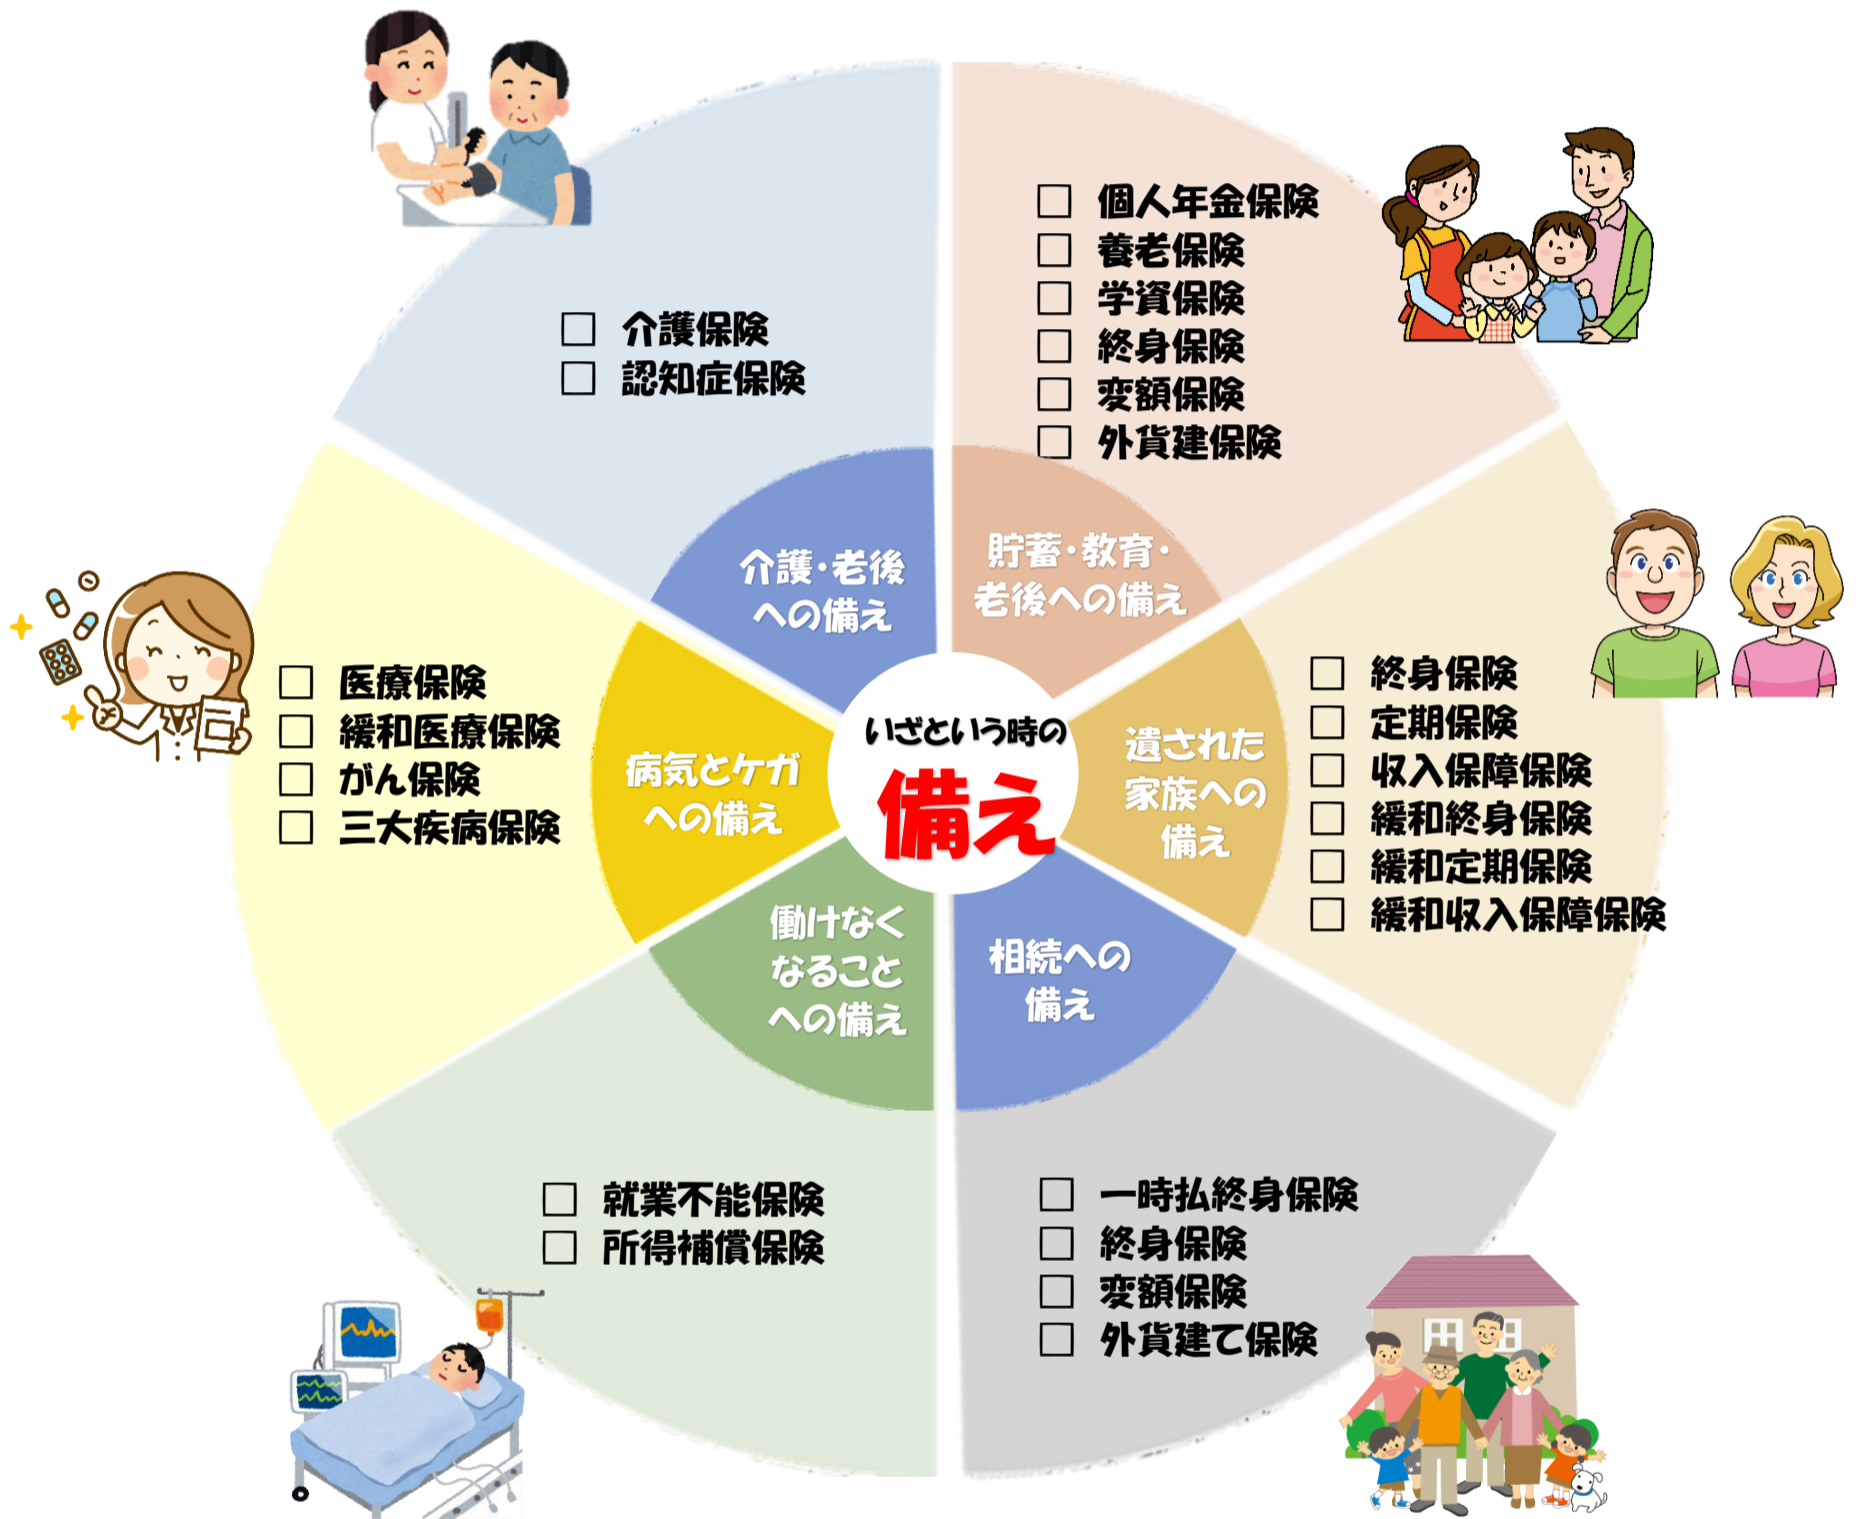 いざという時の
備え
貯蓄・教育・
老後への備え
□ 個人年金保険
□ 養老保険
□ 学資保険
□ 終身保険
□ 変額保険
□ 外貨建保険
遺された
家族への
備え
□ 終身保険
□ 定期保険
□ 収入保障保険
□ 緩和終身保険
□ 緩和定期保険
□ 緩和収入保障保険
相続への
備え
□ 一時払終身保険
□ 終身保険
□ 変額保険
□ 外貨建て保険
働けなく
なること
への備え
□ 就業不能保険
□ 所得補償保険
病気とケガ
への備え
□ 医療保険
□ 緩和医療保険
□ がん保険
□ 三大疾病保険
介護・老後
への備え
□ 介護保険
□ 認知症保険